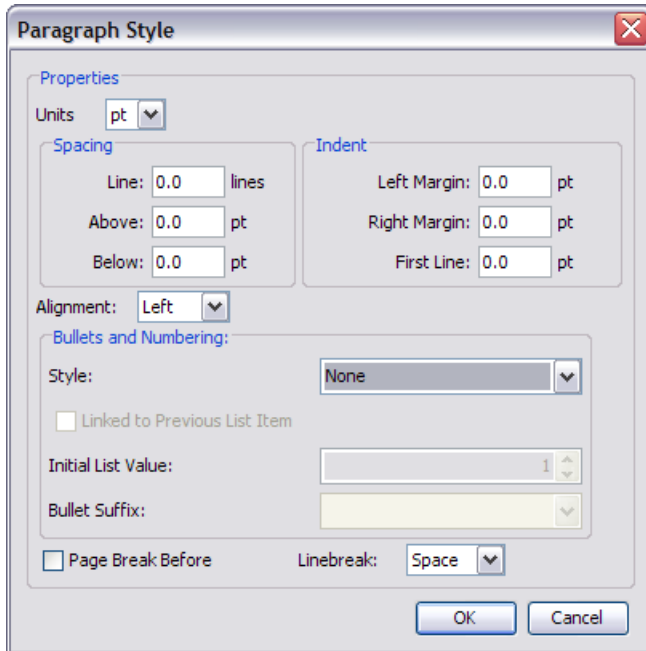 Paragraph Style
Properties
Units pt
Spacing
Line: 0.0 lines
Above: 0.0 pt
Below: 0.0 pt
Indent
Left Margin: 0.0 pt
Right Margin: 0.0 pt
First Line: 0.0 pt
Alignment: Left
Bullets and Numbering:
Style: None
Linked to Previous List Item
Initial List Value: 1
Bullet Suffix:
Page Break Before Linebreak: Space
OK Cancel